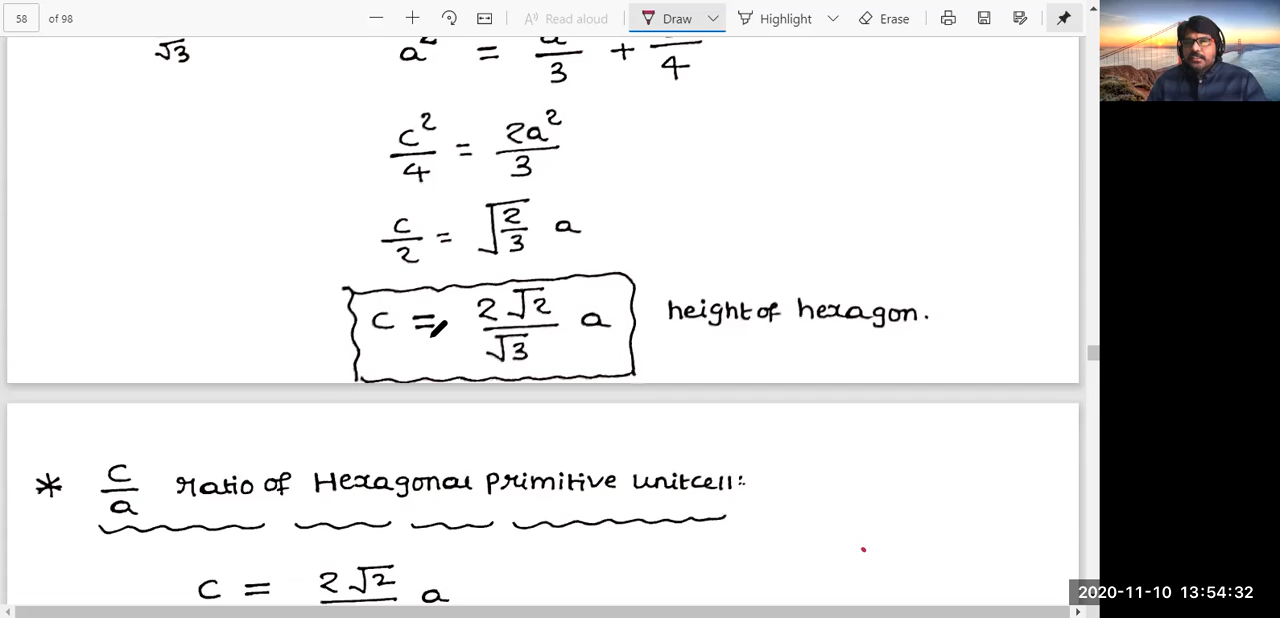 58 of 98 Read aloud Draw Highlight Erase
√3 a² = a²/3 + /4
c²/4 = 2a²/3
c/2 = √2/3 a
c = 2√2/√3 a height of hexagon.
* c/a ratio of Hexagonal primitive unitcell:
c = 2√2 a
2020-11-10 13:54:32